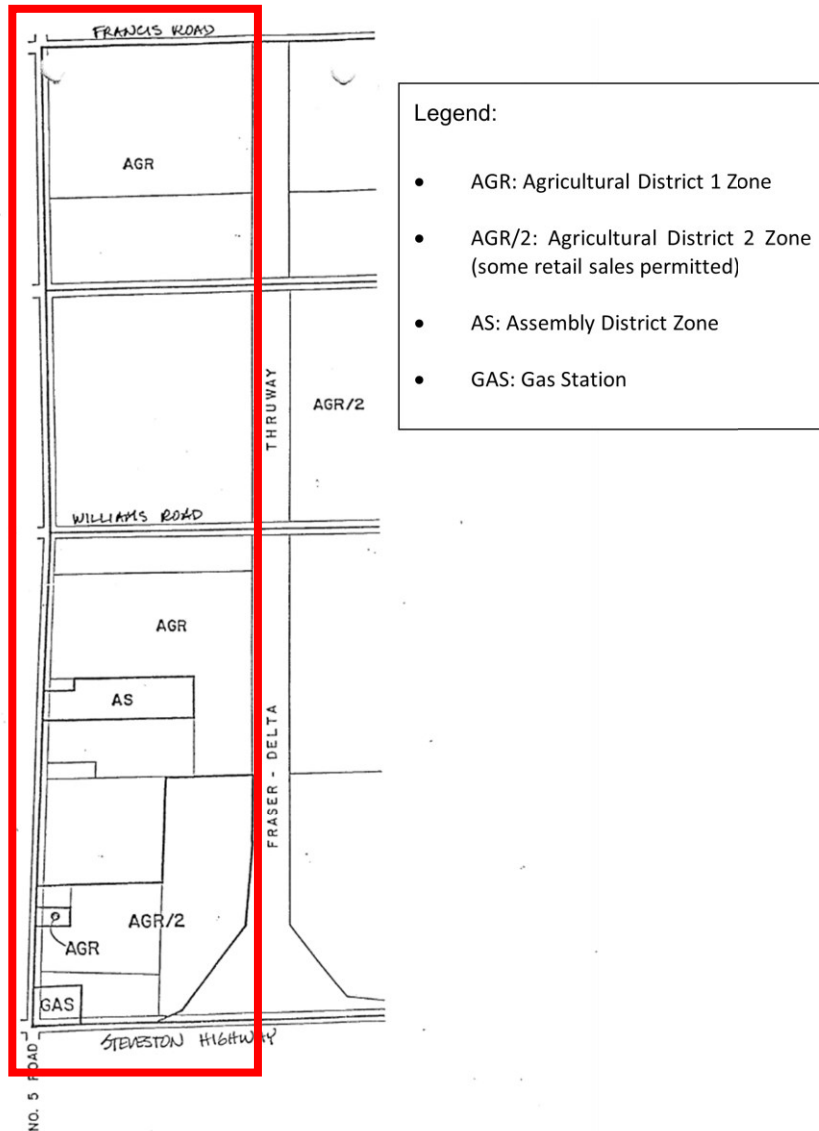 FRANCIS ROAD
AGR
Legend:
• AGR: Agricultural District 1 Zone
• AGR/2: Agricultural District 2 Zone
(some retail sales permitted)
• AS: Assembly District Zone
• GAS: Gas Station
THRUWAY
AGR/2
WILLIAMS ROAD
AGR
AS
FRASER - DELTA
AGR/2
AGR
GAS
STEVESTON HIGHWAY
NO. 5 ROAD